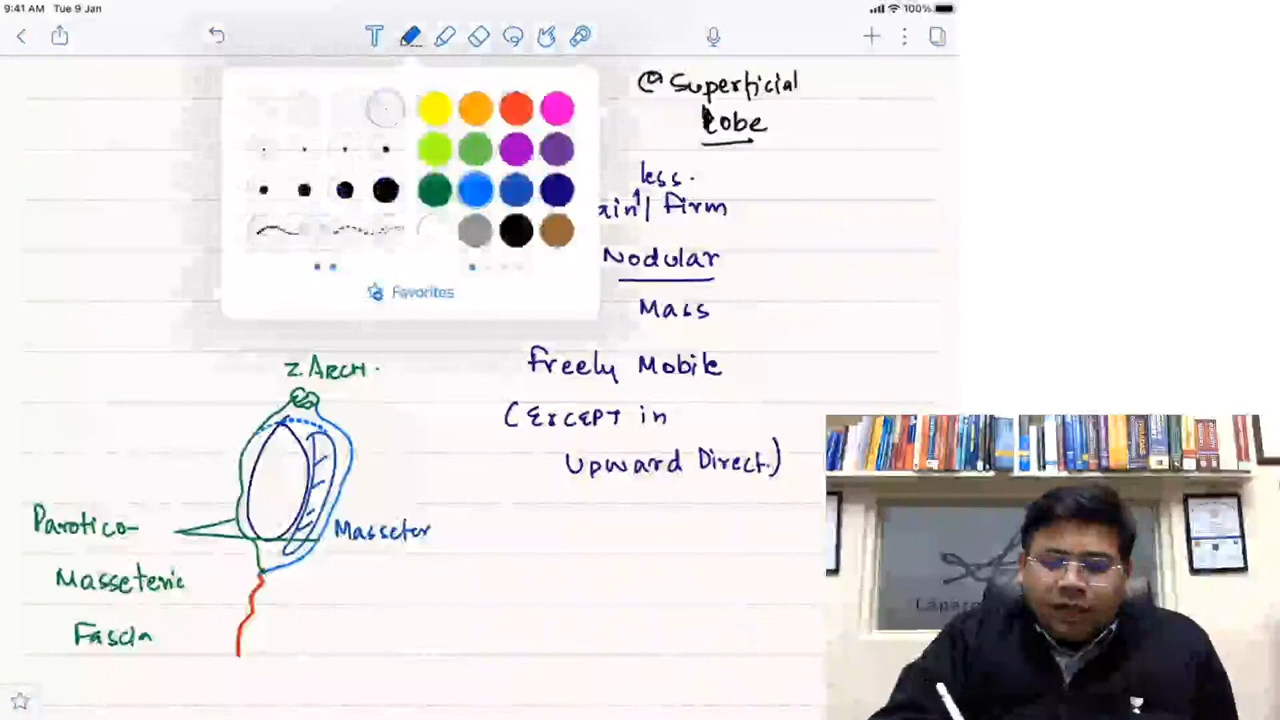 9:41 AM Tue 9 Jan
100%
T
@ Superficial
Lobe
less.
ain | firm
Nodular
Mass
Favorites
freely Mobile
(Except in
Upward Direct.)
Z. ARCH.
Parotico-
Masseteric
Fascia
Masseter